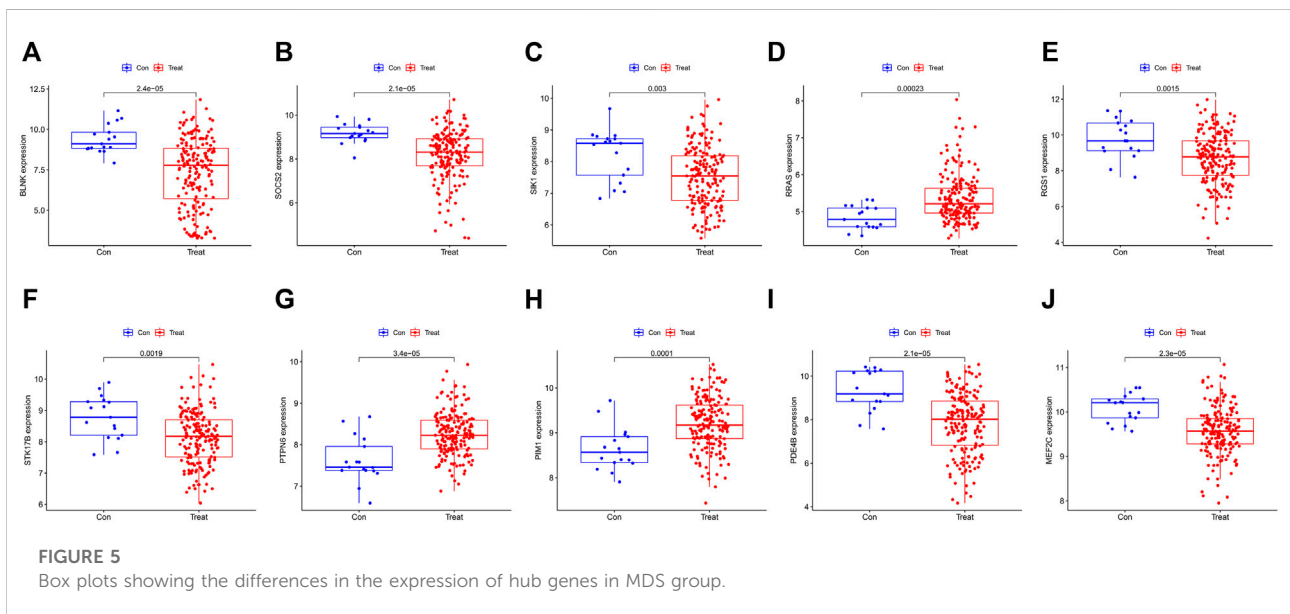 A
Con Treat
2.4e-05
12.5
10.0
7.5
5.0
BLNK expression
Con Treat
B
Con Treat
2.1e-05
10
8
6
SOCS2 expression
Con Treat
C
Con Treat
0.003
10
9
8
7
6
SIK1 expression
Con Treat
D
Con Treat
0.00023
8
7
6
5
RRAS expression
Con Treat
E
Con Treat
0.0015
12
10
8
6
4
RGS1 expression
Con Treat
F
Con Treat
0.0019
10
9
8
7
6
STK17B expression
Con Treat
G
Con Treat
3.4e-05
10
9
8
7
PTPN6 expression
Con Treat
H
Con Treat
0.0001
10
9
8
PIM1 expression
Con Treat
I
Con Treat
2.1e-05
10
8
6
4
PDE4B expression
Con Treat
J
Con Treat
2.3e-05
11
10
9
8
MEF2C expression
Con Treat
FIGURE 5
Box plots showing the differences in the expression of hub genes in MDS group.